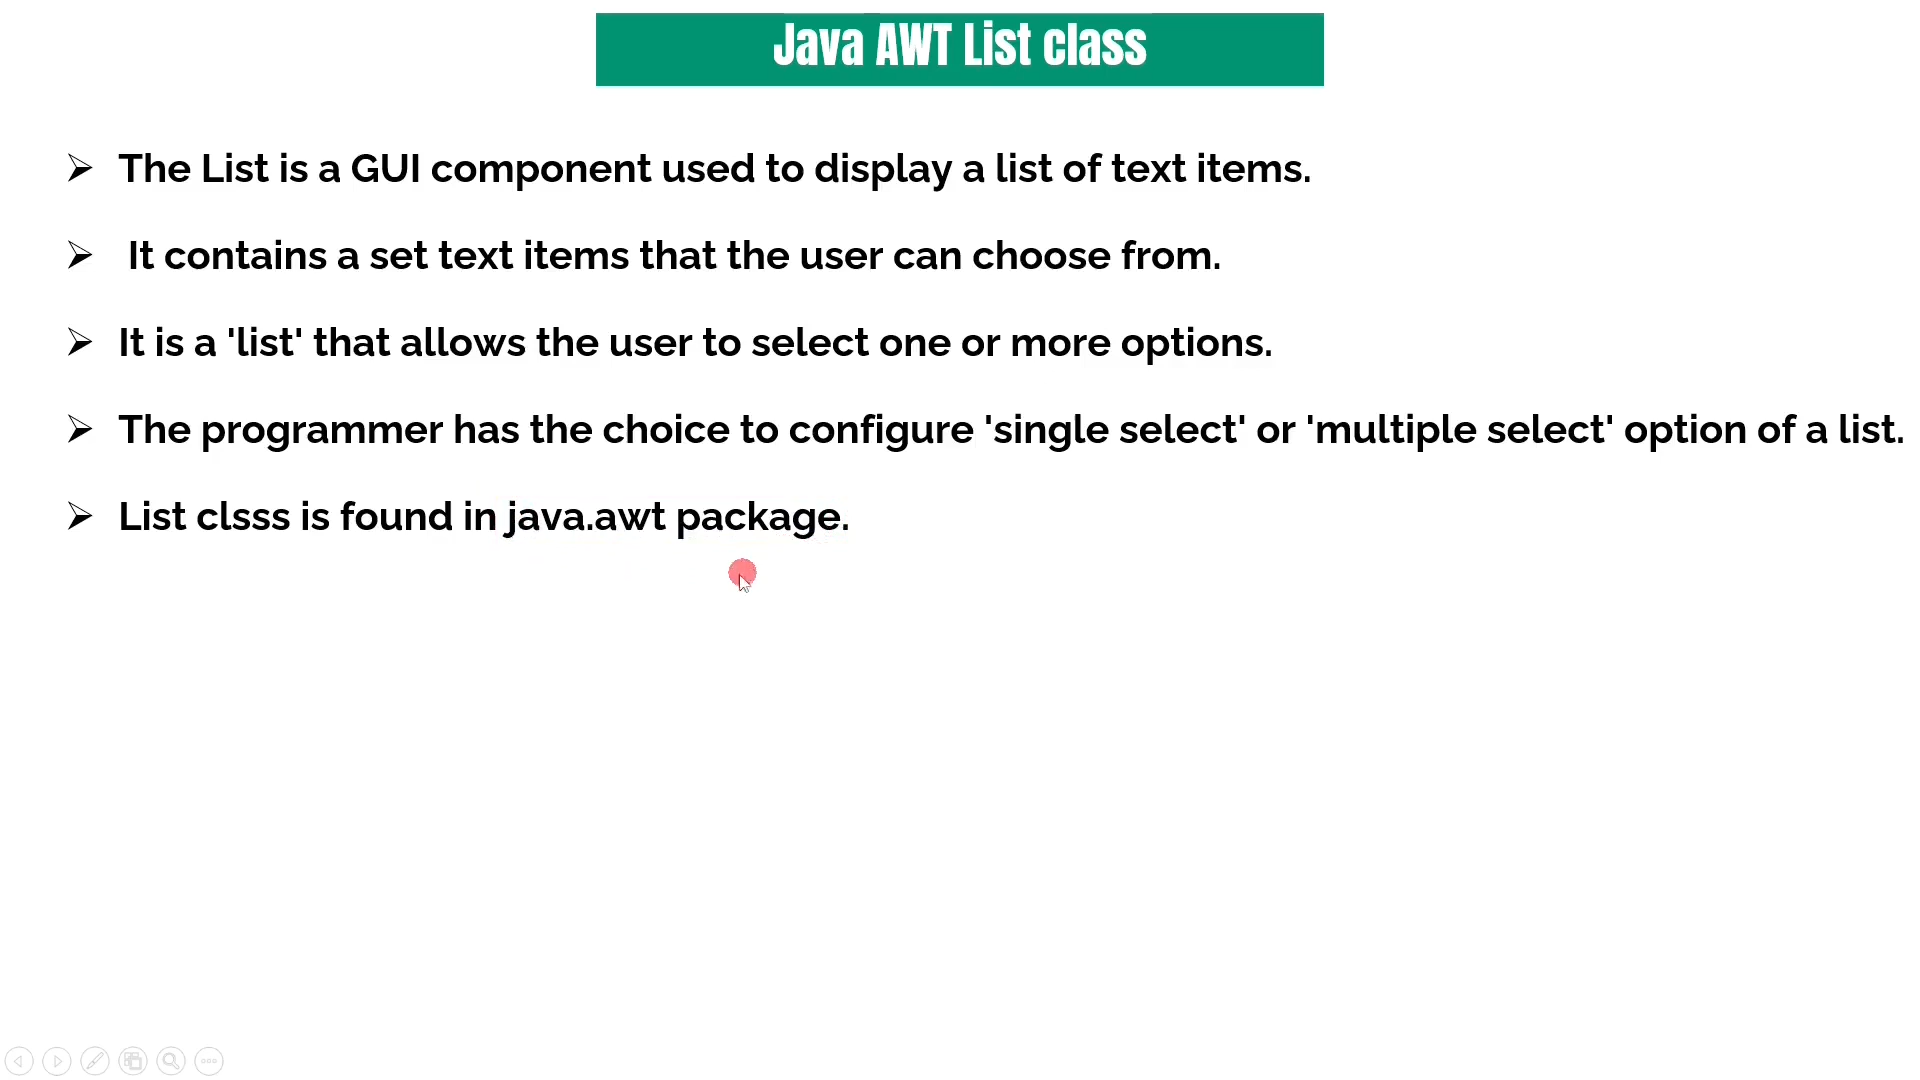 Java AWT List class
The List is a GUI component used to display a list of text items.
It contains a set text items that the user can choose from.
It is a 'list' that allows the user to select one or more options.
The programmer has the choice to configure 'single select' or 'multiple select' option of a list.
List clsss is found in java.awt package.